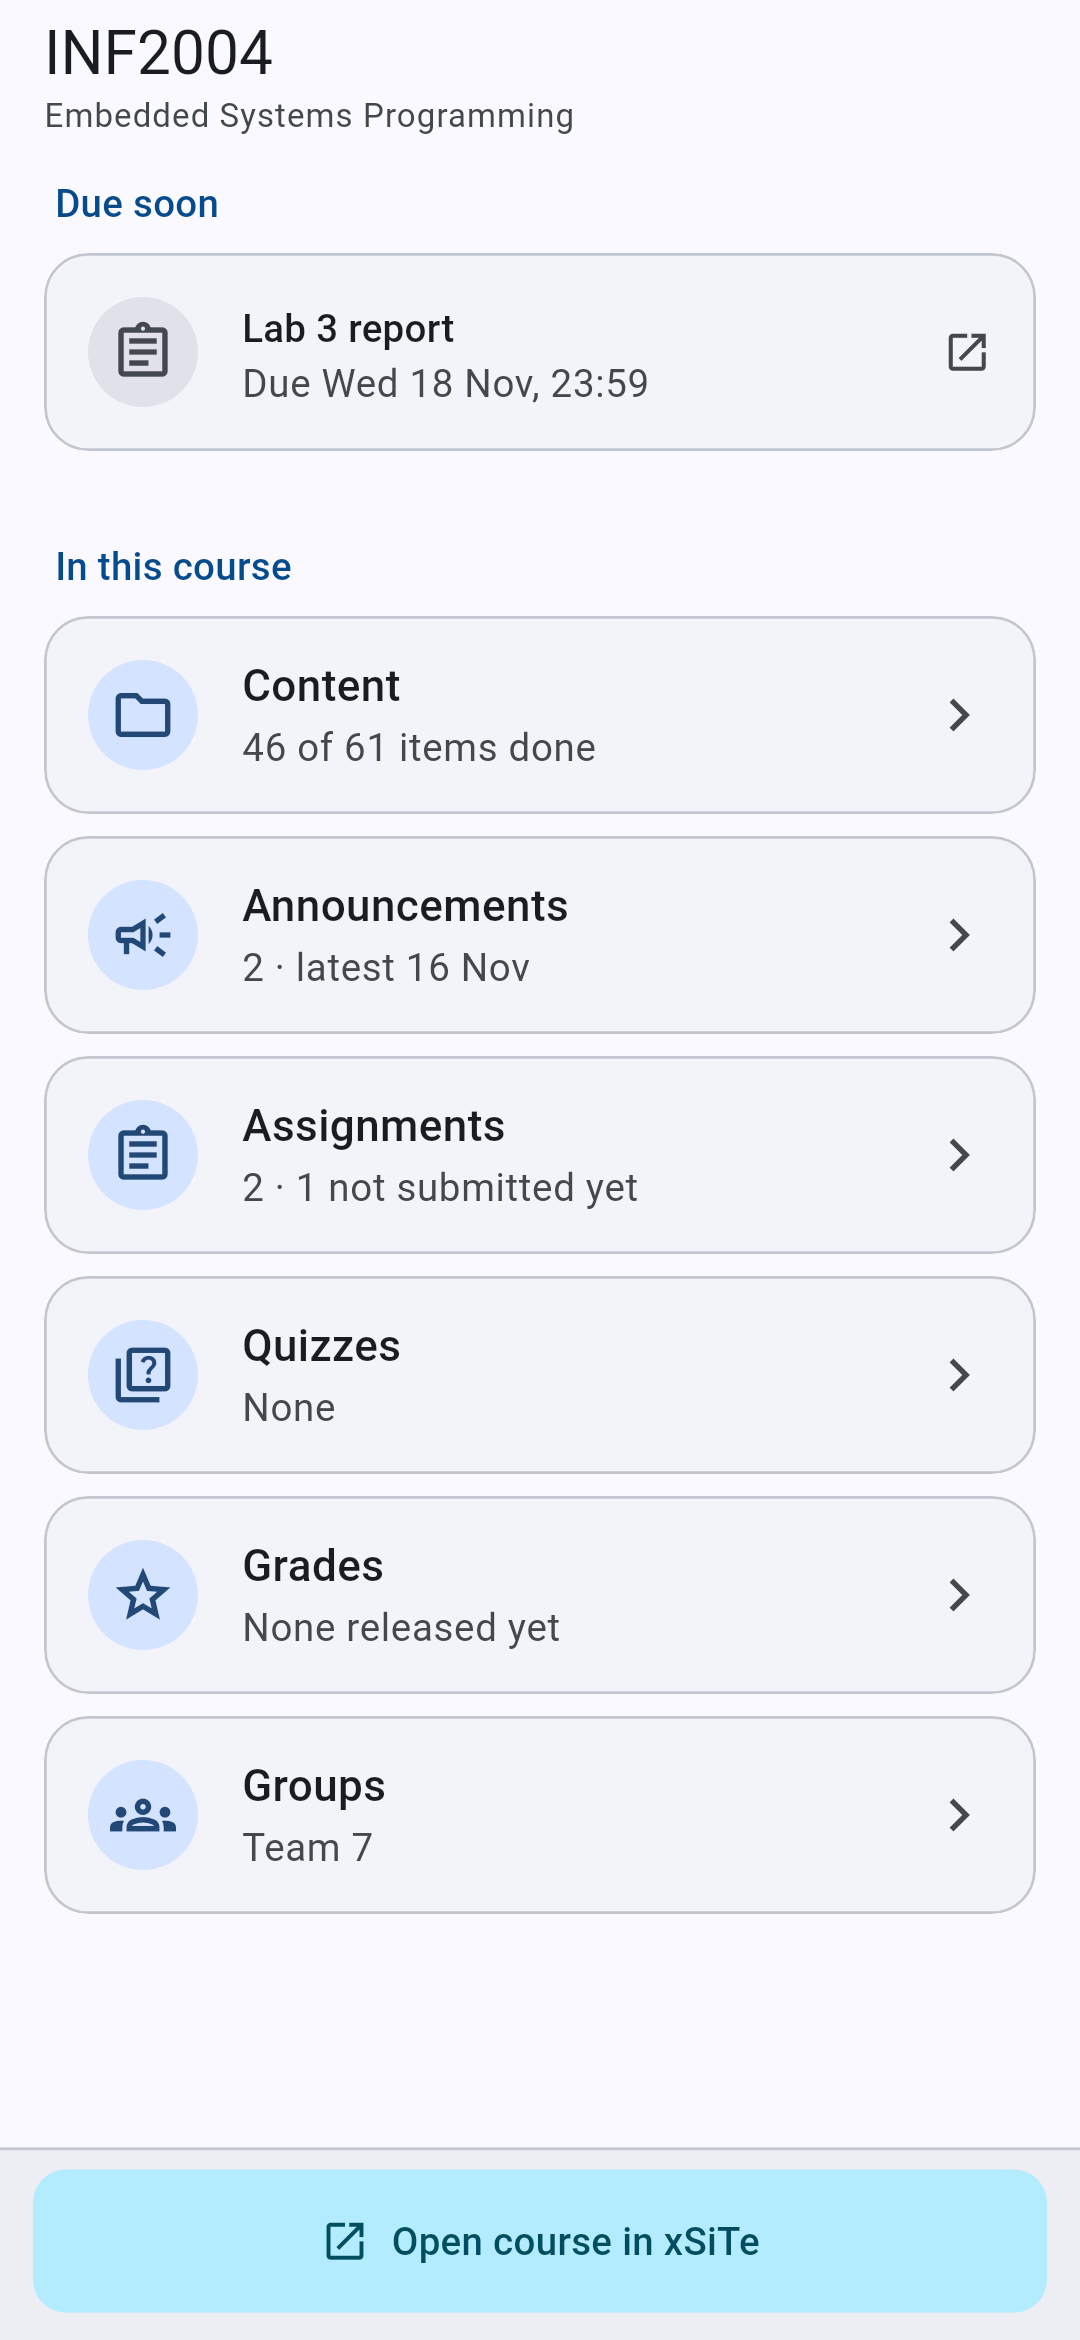 INF2004
Embedded Systems Programming
Due soon
Lab 3 report
Due Wed 18 Nov, 23:59
In this course
Content
46 of 61 items done
Announcements
2 · latest 16 Nov
Assignments
2 · 1 not submitted yet
Quizzes
None
Grades
None released yet
Groups
Team 7
Open course in xSiTe